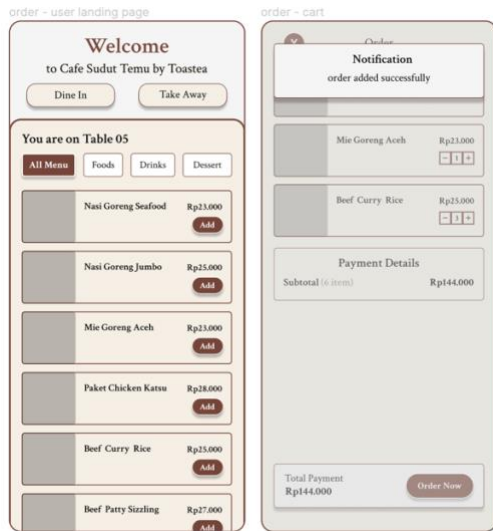 order - user landing page
Welcome
to Cafe Sudut Temu by Toastea
Dine In
Take Away
You are on Table 05
All Menu
Foods
Drinks
Dessert
Nasi Goreng Seafood
Rp23.000
Add
Nasi Goreng Jumbo
Rp25.000
Add
Mie Goreng Aceh
Rp23.000
Add
Paket Chicken Katsu
Rp28.000
Add
Beef Curry Rice
Rp25.000
Add
Beef Patty Sizzling
Rp27.000
Add
order - cart
X
Order
Notification
order added successfully
Mie Goreng Aceh
Rp23.000
- 1 +
Beef Curry Rice
Rp25.000
- 1 +
Payment Details
Subtotal (6 item)
Rp144.000
Total Payment
Rp144.000
Order Now